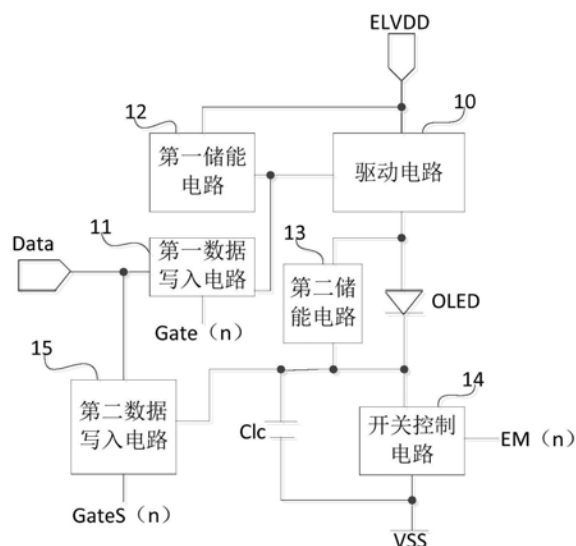 ELVDD
12
10
第一储能
电路
驱动电路
Data
11
第一数据
写入电路
13
第二储
能电路
OLED
Gate（n）
15
第二数据
写入电路
14
Clc
开关控制
电路
EM（n）
GateS（n）
VSS